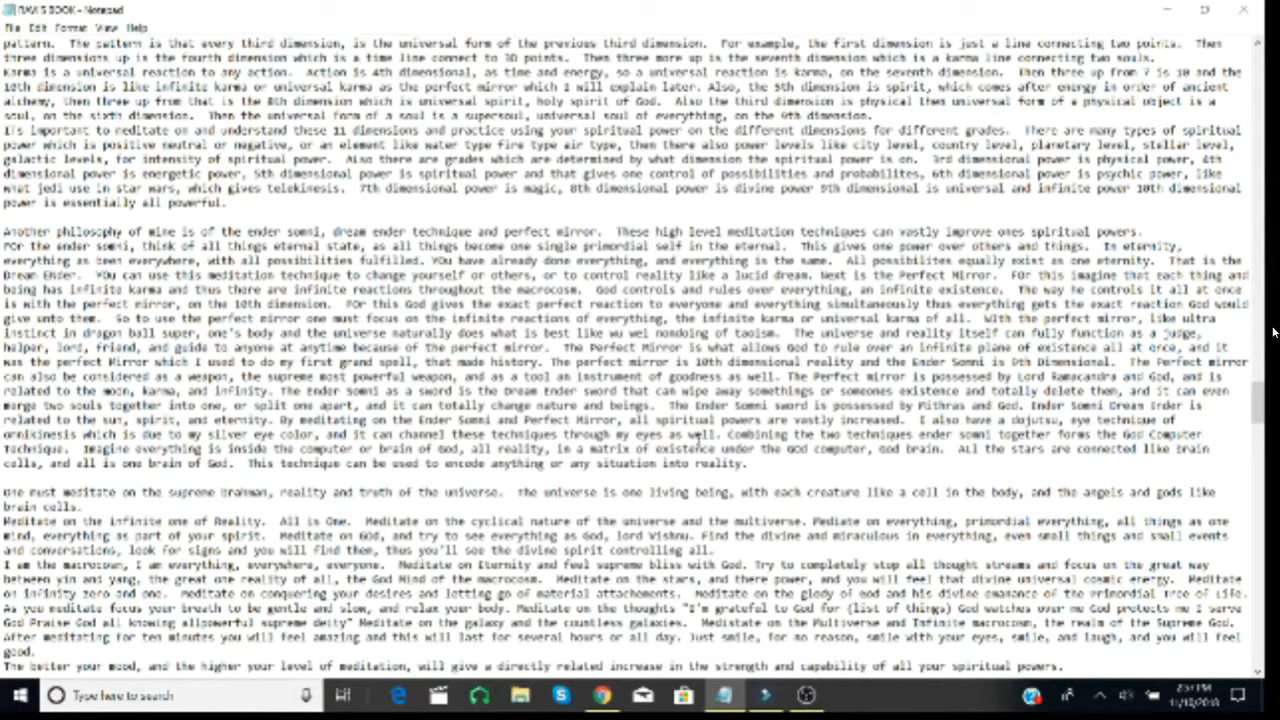 RAVI'S BOOK - Notepad
File Edit Format View Help
pattern. The pattern is that every third dimension, is the universal form of the previous third dimension. For example, the first dimension is just a line connecting two points. Then
three dimensions up is the fourth dimension which is a time line connect to 3D points. Then three more up is the seventh dimension which is a karma line connecting two souls.
Karma is a universal reaction to any action. Action is 4th dimensional, as time and energy, so a universal reaction is karma, on the seventh dimension. Then three up from 7 is 10 and the
10th dimension is like infinite karma or universal karma as the perfect mirror which I will explain later. Also, the 5th dimension is spirit, which comes after energy in order of ancient
alchemy, then three up from that is the 8th dimension which is universal spirit, holy spirit of God. Also the third dimension is physical then universal form of a physical object is a
soul, on the sixth dimension. Then the universal form of a soul is a supersoul, universal soul of everything, on the 9th dimension.
It's important to meditate on and understand these 11 dimensions and practice using your spiritual power on the different dimensions for different grades. There are many types of spiritual
power which is positive neutral or negative, or an element like water type fire type air type, then there also power levels like city level, country level, planetary level, stellar level,
galactic levels, for intensity of spiritual power. Also there are grades which are determined by what dimension the spiritual power is on. 3rd dimensional power is physical power, 4th
dimensional power is energetic power, 5th dimensional power is spiritual power and that gives one control of possibilities and probabilites, 6th dimensional power is psychic power, like
what jedi use in star wars, which gives telekinesis. 7th dimensional power is magic, 8th dimensional power is divine power 9th dimensional is universal and infinite power 10th dimensional
power is essentially all powerful.
Another philosophy of mine is of the ender somni, dream ender technique and perfect mirror. These high level meditation techniques can vastly improve ones spiritual powers.
For the ender somni, think of all things eternal state, as all things become one single primordial self in the eternal. This gives one power over others and things. In eternity,
everything as been everywhere, with all possibilities fulfilled. You have already done everything, and everything is the same. All possibilites equally exist as one eternity. That is the
Dream Ender. YOu can use this meditation technique to change yourself or others, or to control reality like a lucid dream. Next is the Perfect Mirror. FOr this imagine that each thing and
being has infinite karma and thus there are infinite reactions throughout the macrocosm. God controls and rules over everything, an infinite existence. The way he controls it all at once
is with the perfect mirror, on the 10th dimension. FOr this God gives the exact perfect reaction to everyone and everything simultaneously thus everything gets the exact reaction God would
give unto them. So to use the perfect mirror one must focus on the infinite reactions of everything, the infinite karma or universal karma of all. With the perfect mirror, like ultra
instinct in dragon ball super, one's body and the universe naturally does what is best like wu wei nondoing of taoism. The universe and reality itself can fully function as a judge,
helper, lord, friend, and guide to anyone at anytime because of the perfect mirror. The Perfect Mirror is what allows God to rule over an infinite plane of existence all at once, and it
was the perfect Mirror which I used to do my first grand spell, that made history. The perfect mirror is 10th dimensional reality and the Ender Somni is 9th Dimensional. The Perfect mirror
can also be considered as a weapon, the supreme most powerful weapon, and as a tool an instrument of goodness as well. The Perfect mirror is possessed by Lord Ramacandra and God, and is
related to the moon, karma, and infinity. The Ender Somni as a sword is the Dream Ender sword that can wipe away somethings or someones existence and totally delete them, and it can even
merge two souls together into one, or split one apart, and it can totally change nature and beings. The Ender Somni sword is possessed by Mithras and God. Ender Somni Dream Ender is
related to the sun, spirit, and eternity. By meditating on the Ender Somni and Perfect Mirror, all spiritual powers are vastly increased. I also have a dojutsu, eye technique of
ornikinesis which is due to my silver eye color, and it can channel these techniques through my eyes as well. Combining the two techniques ender somni together forms the God Computer
Technique. Imagine everything is inside the computer or brain of God, all reality, in a matrix of existence under the God computer, God brain. All the stars are connected like brain
cells, and all is one brain of God. This technique can be used to encode anything or any situation into reality.
One must meditate on the supreme Brahman, reality and truth of the universe. The universe is one living being, with each creature like a cell in the body, and the angels and gods like
brain cells.
Meditate on the infinite one of Reality. All is One. Meditate on the cyclical nature of the universe and the multiverse. Mediate on everything, primordial everything, all things as one
mind, everything as part of your spirit. Meditate on GOd, and try to see everything as God, lord Vishnu. Find the divine and miraculous in everything, even small things and small events
and conversations, look for signs and you will find them, thus you'll see the divine spirit controlling all.
I am the macrocosm, I am everything, everywhere, everyone. Meditate on Eternity and feel supreme bliss with God. Try to completely stop all thought streams and focus on the great way
between yin and yang, the great one reality of all, the God Mind of the macrocosm. Meditate on the stars, and there power, and you will feel that divine universal cosmic energy. Meditate
on infinity zero and one. Meditate on conquering your desires and letting go of material attachments. Meditate on the glody of God and his divine emanance of the Primordial Tree of Life.
As you meditate focus your breath to be gentle and slow, and relax your body. Meditate on the thoughts "I'm grateful to God for (list of things) God watches over me God protects me I serve
God Praise God all knowing allpowerful supreme deity" Meditate on the galaxy and the countless galaxies. Medistate on the Multiverse and Infinite macrocosm, the realm of the Supreme God.
After meditating for ten minutes you will feel amazing and this will last for several hours or all day. Just smile, for no reason, smile with your eyes, smile, and laugh, and you will feel
good.
The better your mood, and the higher your level of meditation, will give a directly related increase in the strength and capability of all your spiritual powers.
Type here to search
2:57 PM
11/10/2018